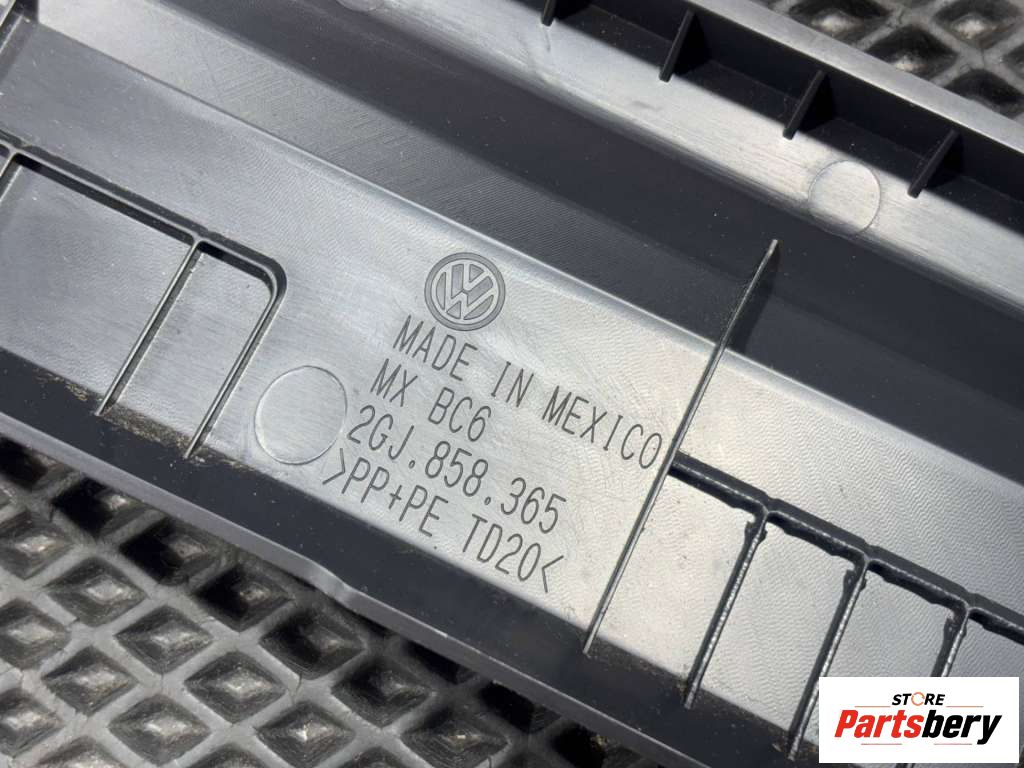 MADE IN MEXICO
MX BC6
2GJ.858.365
>PP+PE TD20<
STORE
Partsbery